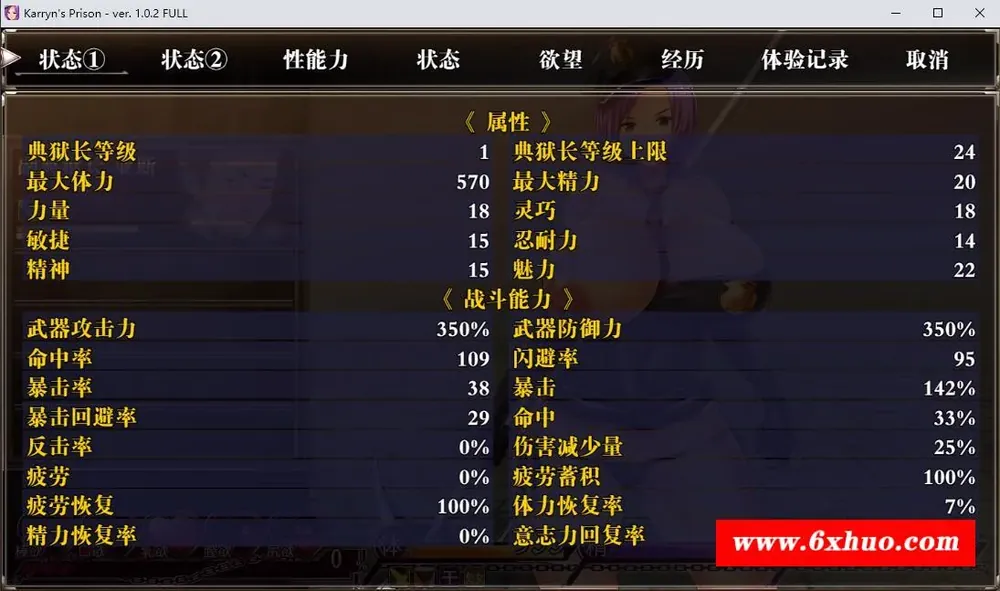 Karryn's Prison - ver. 1.0.2 FULL
状态① 状态② 性能力 状态 欲望 经历 体验记录 取消
《 属性 》
典狱长等级 1 典狱长等级上限 24
最大体力 570 最大精力 20
力量 18 灵巧 18
敏捷 15 忍耐力 14
精神 15 魅力 22
《 战斗能力 》
武器攻击力 350% 武器防御力 350%
命中率 109 闪避率 95
暴击率 38 暴击 142%
暴击回避率 29 命中 33%
反击率 0% 伤害减少量 25%
疲劳 0% 疲劳蓄积 100%
疲劳恢复 100% 体力恢复率 7%
精力恢复率 0% 意志力回复率
www.6xhuo.com